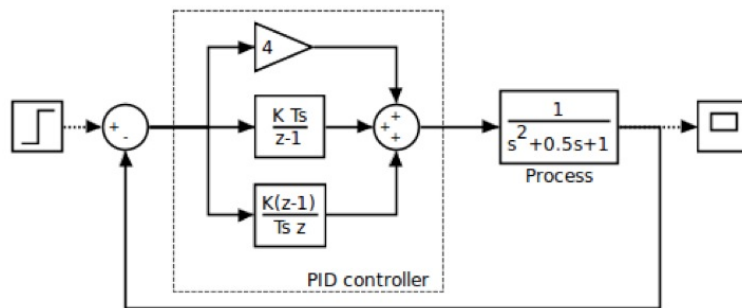 4
+
-
K Ts
z-1
+
+
+
1
s²+0.5s+1
Process
K(z-1)
Ts z
PID controller